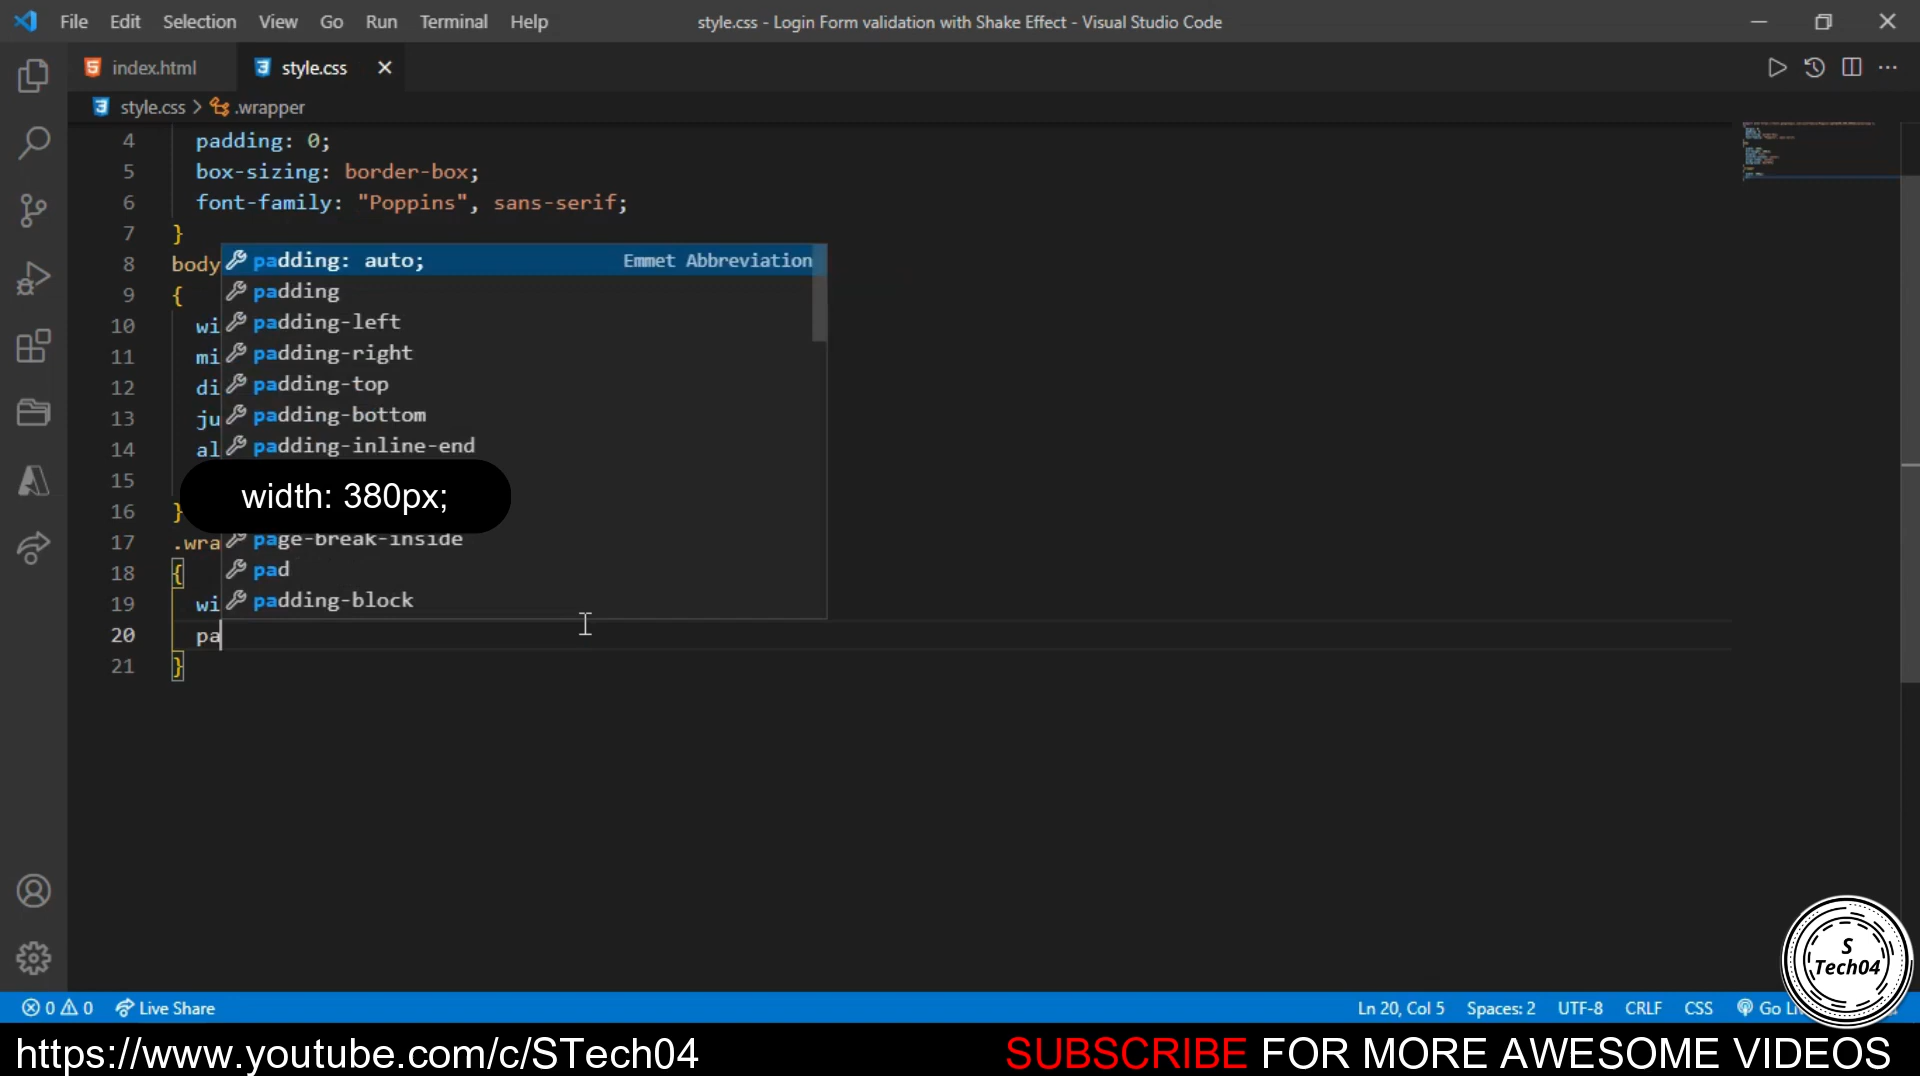 File Edit Selection View Go Run Terminal Help style.css - Login Form validation with Shake Effect - Visual Studio Code
index.html style.css
style.css > .wrapper
4 padding: 0;
5 box-sizing: border-box;
6 font-family: "Poppins", sans-serif;
7 }
8 body padding: auto; Emmet Abbreviation
9 { padding
10 wi padding-left
11 mi padding-right
12 di padding-top
13 ju padding-bottom
14 al padding-inline-end
15 width: 380px;
16 }
17 .wra page-break-inside
18 { pad
19 wi padding-block
20 pa
21 }
0 0 Live Share Ln 20, Col 5 Spaces: 2 UTF-8 CRLF CSS Go
S
Tech04
https://www.youtube.com/c/STech04 SUBSCRIBE FOR MORE AWESOME VIDEOS